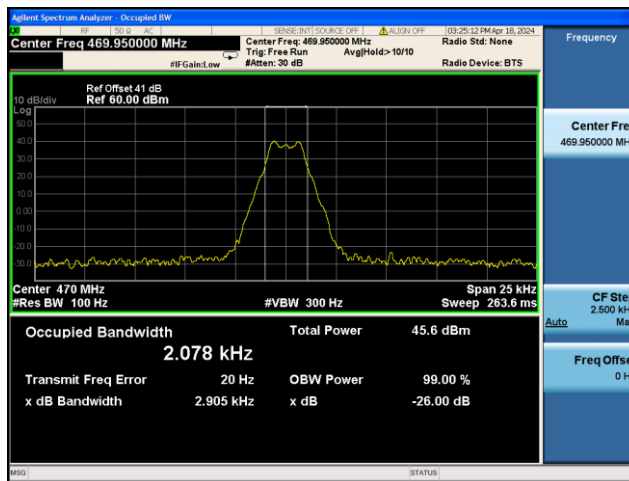 Agilent Spectrum Analyzer - Occupied BW
RF 50 Ω AC SENSE:INT SOURCE OFF ALIGN OFF 03:25:12 PM Apr 18, 2024
Center Freq 469.950000 MHz Center Freq: 469.950000 MHz Radio Std: None
Trig: Free Run Avg|Hold:> 10/10
#IFGain:Low #Atten: 30 dB Radio Device: BTS
Frequency
Ref Offset 41 dB
10 dB/div Ref 60.00 dBm
Log
50.0
40.0
30.0
20.0
10.0
0.00
-10.0
-20.0
-30.0
Center 470 MHz Span 25 kHz
#Res BW 100 Hz #VBW 300 Hz Sweep 263.6 ms
Occupied Bandwidth Total Power 45.6 dBm
2.078 kHz
Transmit Freq Error 20 Hz OBW Power 99.00 %
x dB Bandwidth 2.905 kHz x dB -26.00 dB
Center Fre
469.950000 MH
CF Ste
2.500 kH
Auto Ma
Freq Offse
0 H
MSG STATUS